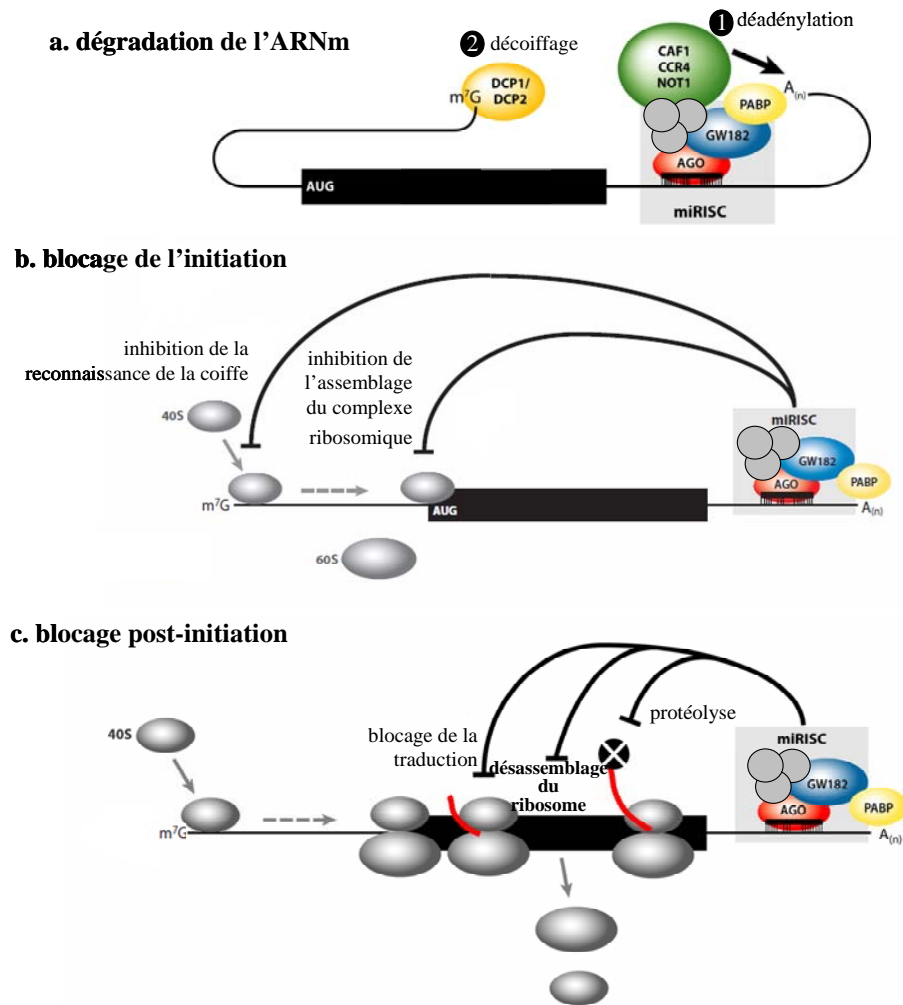 a. dégradation de l'ARNm
❷ décoiffage
❶ déadénylation
CAF1
CCR4
NOT1
DCP1/
DCP2
m⁷G
A(n)
PABP
GW182
AGO
AUG
miRISC
b. blocage de l'initiation
inhibition de la
reconnaissance de la coiffe
inhibition de
l'assemblage
du complexe
ribosomique
40S
miRISC
GW182
AGO
PABP
m⁷G
AUG
A(n)
60S
c. blocage post-initiation
protéolyse
40S
blocage de la
traduction
désassemblage
du
ribosome
miRISC
GW182
AGO
PABP
m⁷G
A(n)